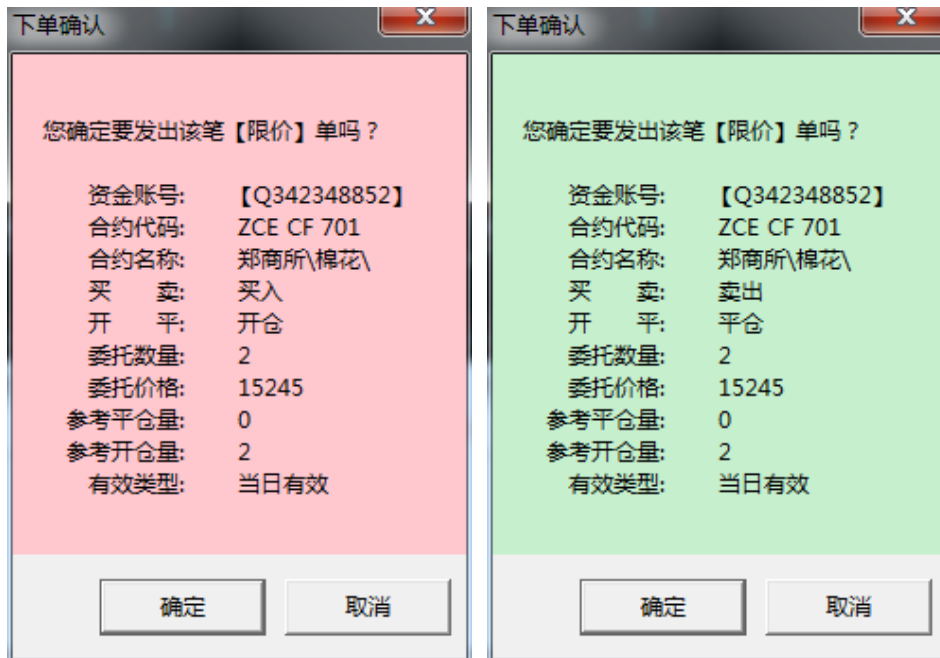 下单确认
您确定要发出该笔【限价】单吗？
资金账号: 【Q342348852】
合约代码: ZCE CF 701
合约名称: 郑商所\棉花\
买 卖: 买入
开 平: 开仓
委托数量: 2
委托价格: 15245
参考平仓量: 0
参考开仓量: 2
有效类型: 当日有效
确定 取消
下单确认
您确定要发出该笔【限价】单吗？
资金账号: 【Q342348852】
合约代码: ZCE CF 701
合约名称: 郑商所\棉花\
买 卖: 卖出
开 平: 平仓
委托数量: 2
委托价格: 15245
参考平仓量: 0
参考开仓量: 2
有效类型: 当日有效
确定 取消